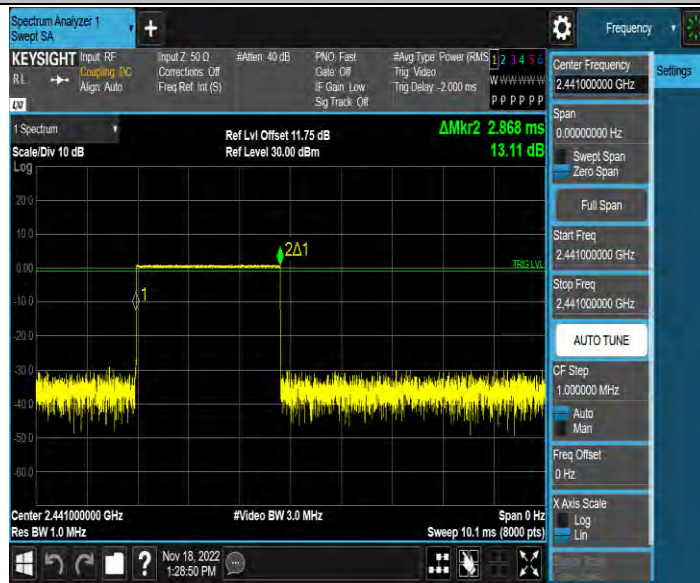 Spectrum Analyzer 1
Swept SA
Frequency
KEYSIGHT
Input: RF
Coupling: DC
Align: Auto
RL
Input Z: 50 Ω
Corrections: Off
Freq Ref: Int (S)
#Atten: 40 dB
PNO: Fast
Gate: Off
IF Gain: Low
Sig Track: Off
#Avg Type: Power (RMS
Trig: Video
Trig Delay: -2.000 ms
1 2 3 4 5 6
W W W W W W
P P P P P P
LXI
1 Spectrum
Scale/Div 10 dB
Ref Lvl Offset 11.75 dB
Ref Level 30.00 dBm
ΔMkr2 2.868 ms
13.11 dB
Log
20.0
10.0
0.00
-10.0
-20.0
-30.0
-40.0
-50.0
-60.0
2Δ1
1
TRIG LVL
Center 2.441000000 GHz
Res BW 1.0 MHz
#Video BW 3.0 MHz
Span 0 Hz
Sweep 10.1 ms (8000 pts)
Nov 18, 2022
1:28:50 PM
Center Frequency
2.441000000 GHz
Settings
Span
0.00000000 Hz
Swept Span
Zero Span
Full Span
Start Freq
2.441000000 GHz
Stop Freq
2.441000000 GHz
AUTO TUNE
CF Step
1.000000 MHz
Auto
Man
Freq Offset
0 Hz
X Axis Scale
Log
Lin